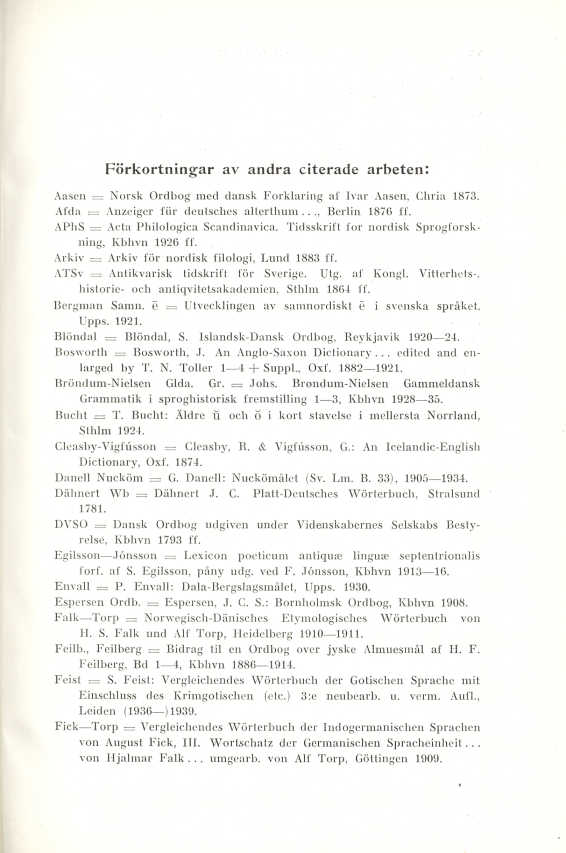 Förkortningar av andra citerade arbeten:
Aasen = Norsk Ordbog med dansk Forklaring af Ivar Aasen, Chria 1873.
Afda = Anzeiger für deutsches alterthum . . ., Berlin 1876 ff.
APhS = Acta Philologica Scandinavica. Tidsskrift for nordisk Sprogforsk-
ning, Kbhvn 1926 ff.
Arkiv = Arkiv för nordisk filologi, Lund 1883 ff.
ATSv = Antikvarisk tidskrift för Sverige. Utg. af Kongl. Vitterhets-,
historie- och antiqvitetsakademien, Sthlm 1864 ff.
Bergman Samn. ē = Utvecklingen av samnordiskt ē i svenska språket,
Upps. 1921.
Blöndal = Blöndal, S. Islandsk-Dansk Ordbog, Reykjavik 1920—24.
Bosworth = Bosworth, J. An Anglo-Saxon Dictionary . . . edited and en-
larged by T. N. Toller 1—4 + Suppl., Oxf. 1882—1921.
Bröndum-Nielsen Glda. Gr. = Johs. Brøndum-Nielsen Gammeldansk
Grammatik i sproghistorisk fremstilling 1—3, Kbhvn 1928—35.
Bucht = T. Bucht: Äldre ŭ och ŏ i kort stavelse i mellersta Norrland,
Sthlm 1924.
Cleasby-Vigfússon = Cleasby, R. & Vigfússon, G.: An Icelandic-English
Dictionary, Oxf. 1874.
Danell Nucköm = G. Danell: Nuckömålet (Sv. Lm. B. 33), 1905—1934.
Dähnert Wb = Dähnert J. C. Platt-Deutsches Wörterbuch, Stralsund
1781.
DVSO = Dansk Ordbog udgiven under Videnskabernes Selskabs Besty-
relse, Kbhvn 1793 ff.
Egilsson—Jónsson = Lexicon poeticum antiquæ linguæ septentrionalis
forf. af S. Egilsson, påny udg. ved F. Jónsson, Kbhvn 1913—16.
Envall = P. Envall: Dala-Bergslagsmålet, Upps. 1930.
Espersen Ordb. = Espersen, J. C. S.: Bornholmsk Ordbog, Kbhvn 1908.
Falk—Torp = Norwegisch-Dänisches Etymologisches Wörterbuch von
H. S. Falk und Alf Torp, Heidelberg 1910—1911.
Feilb., Feilberg = Bidrag til en Ordbog over jyske Almuesmål af H. F.
Feilberg, Bd 1—4, Kbhvn 1886—1914.
Feist = S. Feist: Vergleichendes Wörterbuch der Gotischen Sprache mit
Einschluss des Krimgotischen (etc.) 3:e neubearb. u. verm. Aufl.,
Leiden (1936—)1939.
Fick—Torp = Vergleichendes Wörterbuch der Indogermanischen Sprachen
von August Fick, III. Wortschatz der Germanischen Spracheinheit . . .
von Hjalmar Falk . . . umgearb. von Alf Torp, Göttingen 1909.